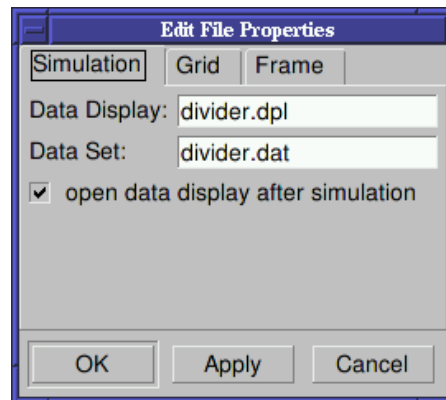 Edit File Properties
Simulation Grid Frame
Data Display: divider.dpl
Data Set: divider.dat
open data display after simulation
OK Apply Cancel